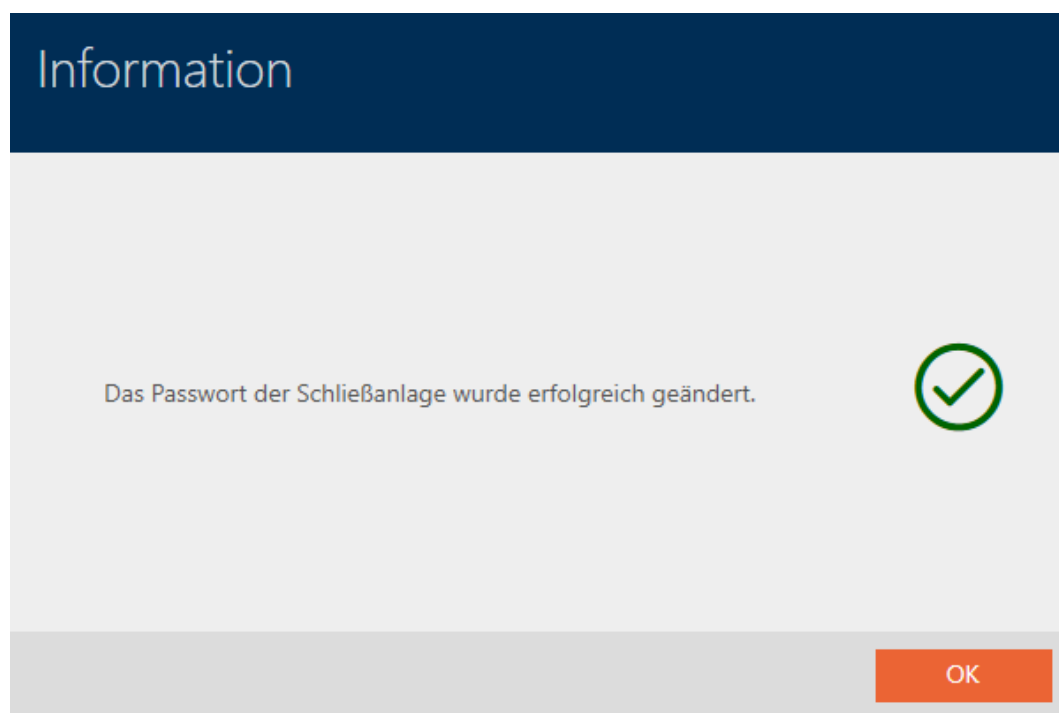 Information
Das Passwort der Schließanlage wurde erfolgreich geändert.
OK